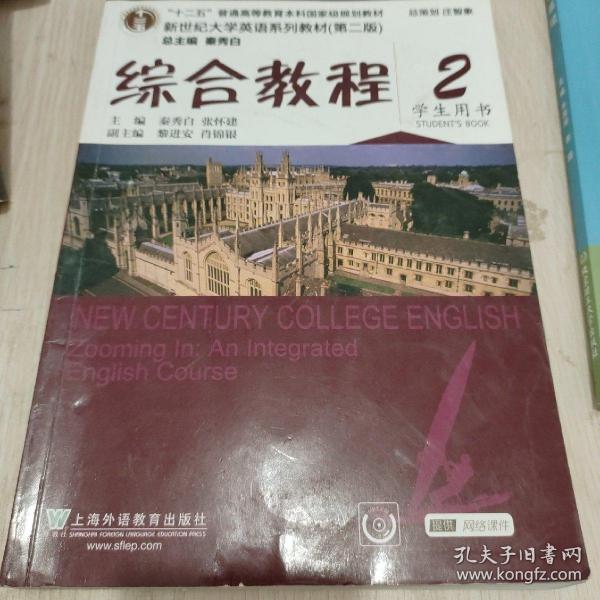 "十二五"普通高等教育本科国家级规划教材 总策划 庄智象
新世纪大学英语系列教材(第二版)
总主编 秦秀白
综合教程 2
学生用书
STUDENT'S BOOK
主 编 秦秀白 张怀建
副主编 黎进安 肖锦银
NEW CENTURY COLLEGE ENGLISH
Zooming In: An Integrated
English Course
上海外语教育出版社
外教社 SHANGHAI FOREIGN LANGUAGE EDUCATION PRESS
www.sflep.com
提供 网络课件
孔夫子旧书网
www.kongfz.com